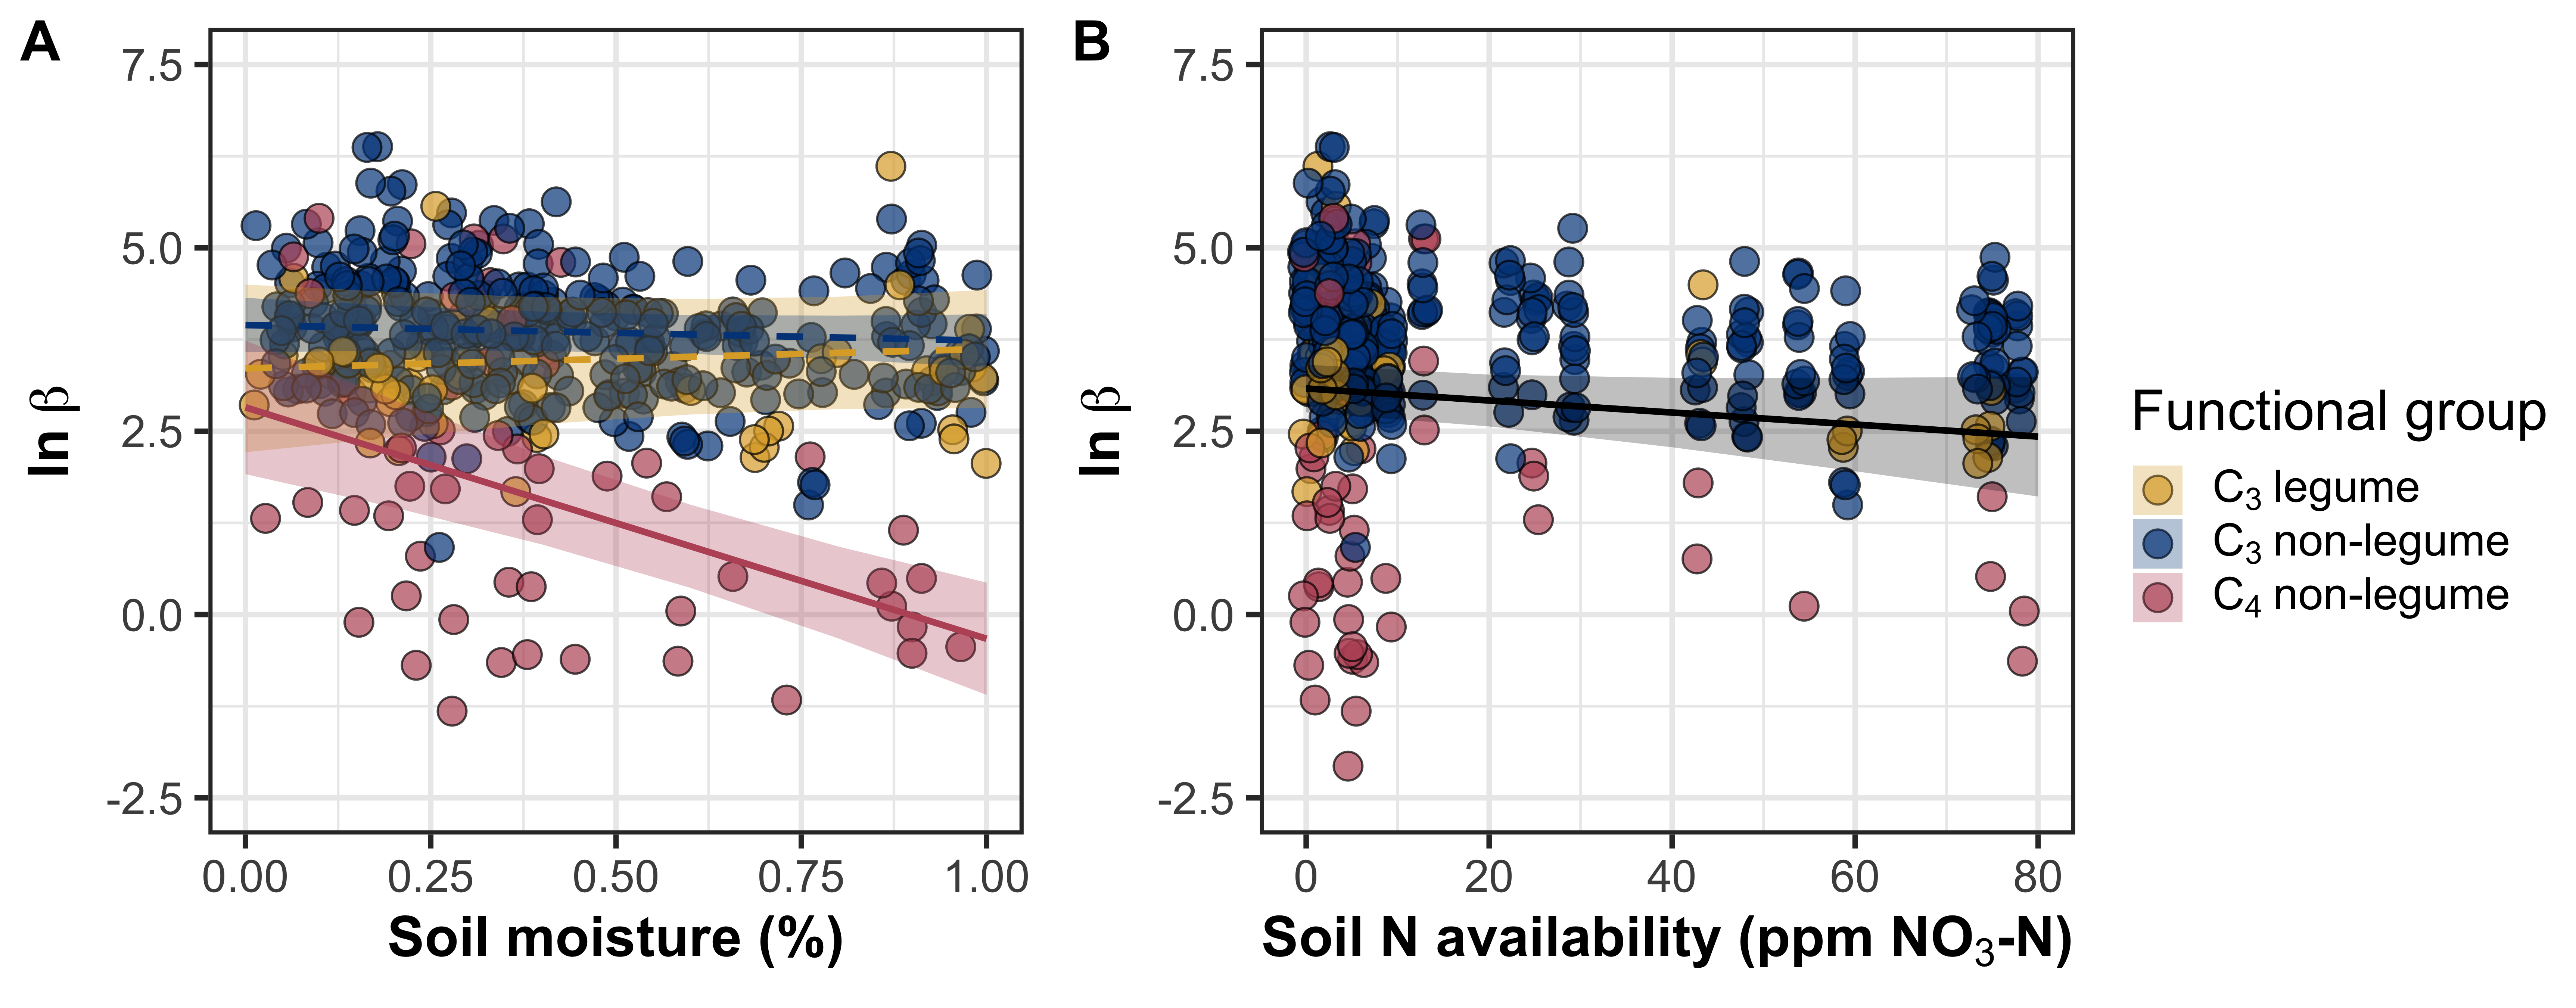 A
7.5
5.0
2.5
0.0
-2.5
ln β
0.00 0.25 0.50 0.75 1.00
Soil moisture (%)
B
7.5
5.0
2.5
0.0
-2.5
ln β
0 20 40 60 80
Soil N availability (ppm NO₃-N)
Functional group
C₃ legume
C₃ non-legume
C₄ non-legume